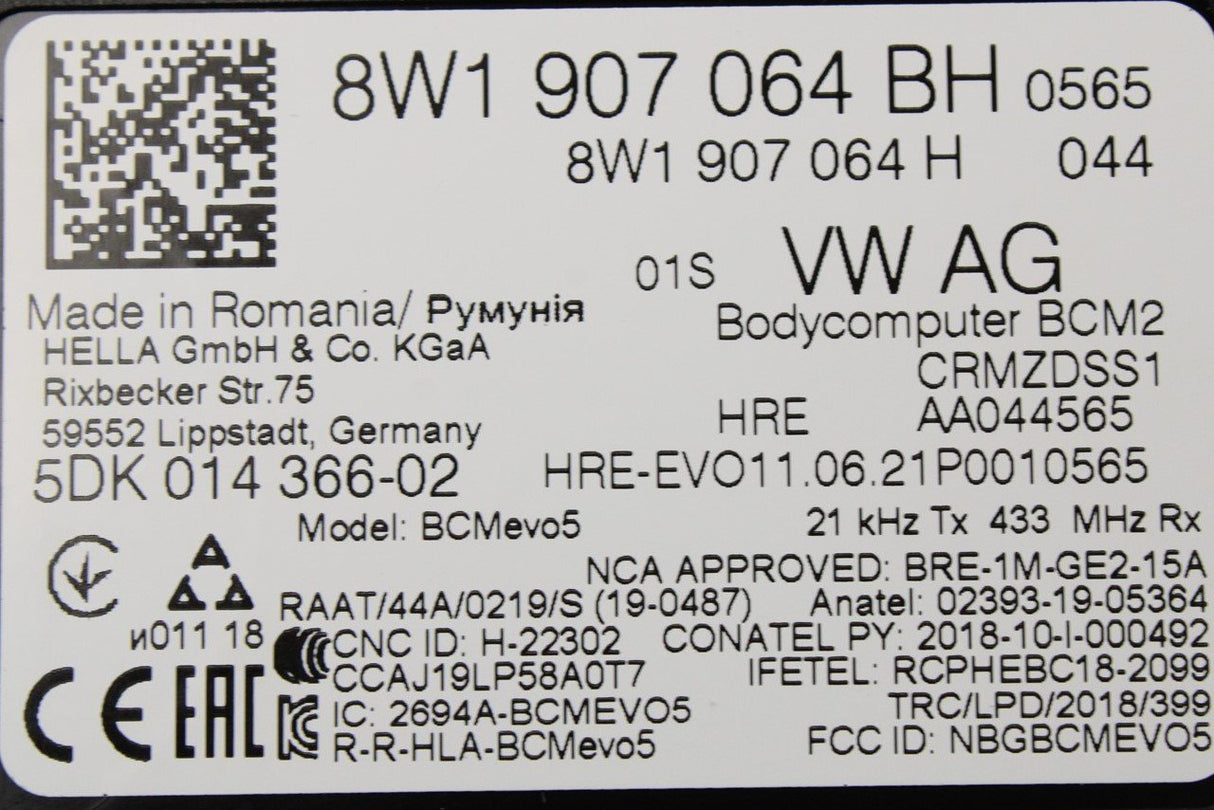 8W1 907 064 BH 0565
8W1 907 064 H 044
01S VW AG
Made in Romania/ Румунія
Bodycomputer BCM2
HELLA GmbH & Co. KGaA
CRMZDSS1
Rixbecker Str.75
HRE AA044565
59552 Lippstadt, Germany
5DK 014 366-02 HRE-EVO11.06.21P0010565
Model: BCMevo5 21 kHz Tx 433 MHz Rx
NCA APPROVED: BRE-1M-GE2-15A
RAAT/44A/0219/S (19-0487) Anatel: 02393-19-05364
и011 18 CNC ID: H-22302 CONATEL PY: 2018-10-I-000492
CCAJ19LP58A0T7 IFETEL: RCPHEBC18-2099
CE EAC IC: 2694A-BCMEVO5 TRC/LPD/2018/399
R-R-HLA-BCMevo5 FCC ID: NBGBCMEVO5